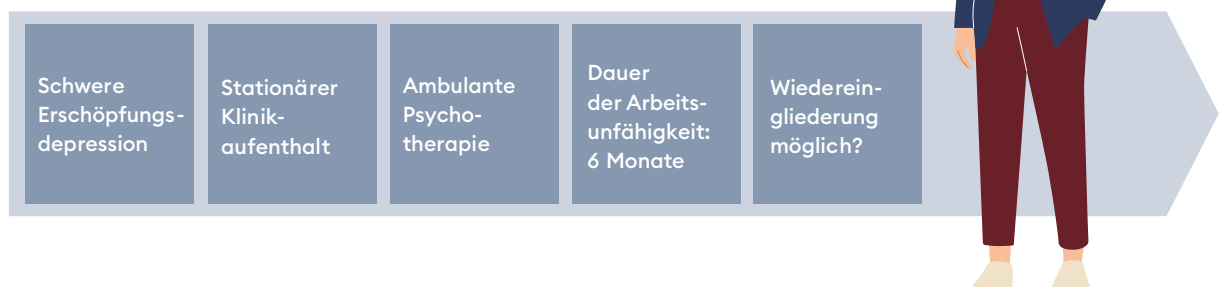 Schwere
Erschöpfungs-
depression
Stationärer
Klinik-
aufenthalt
Ambulante
Psycho-
therapie
Dauer
der Arbeits-
unfähigkeit:
6 Monate
Wiederein-
gliederung
möglich?